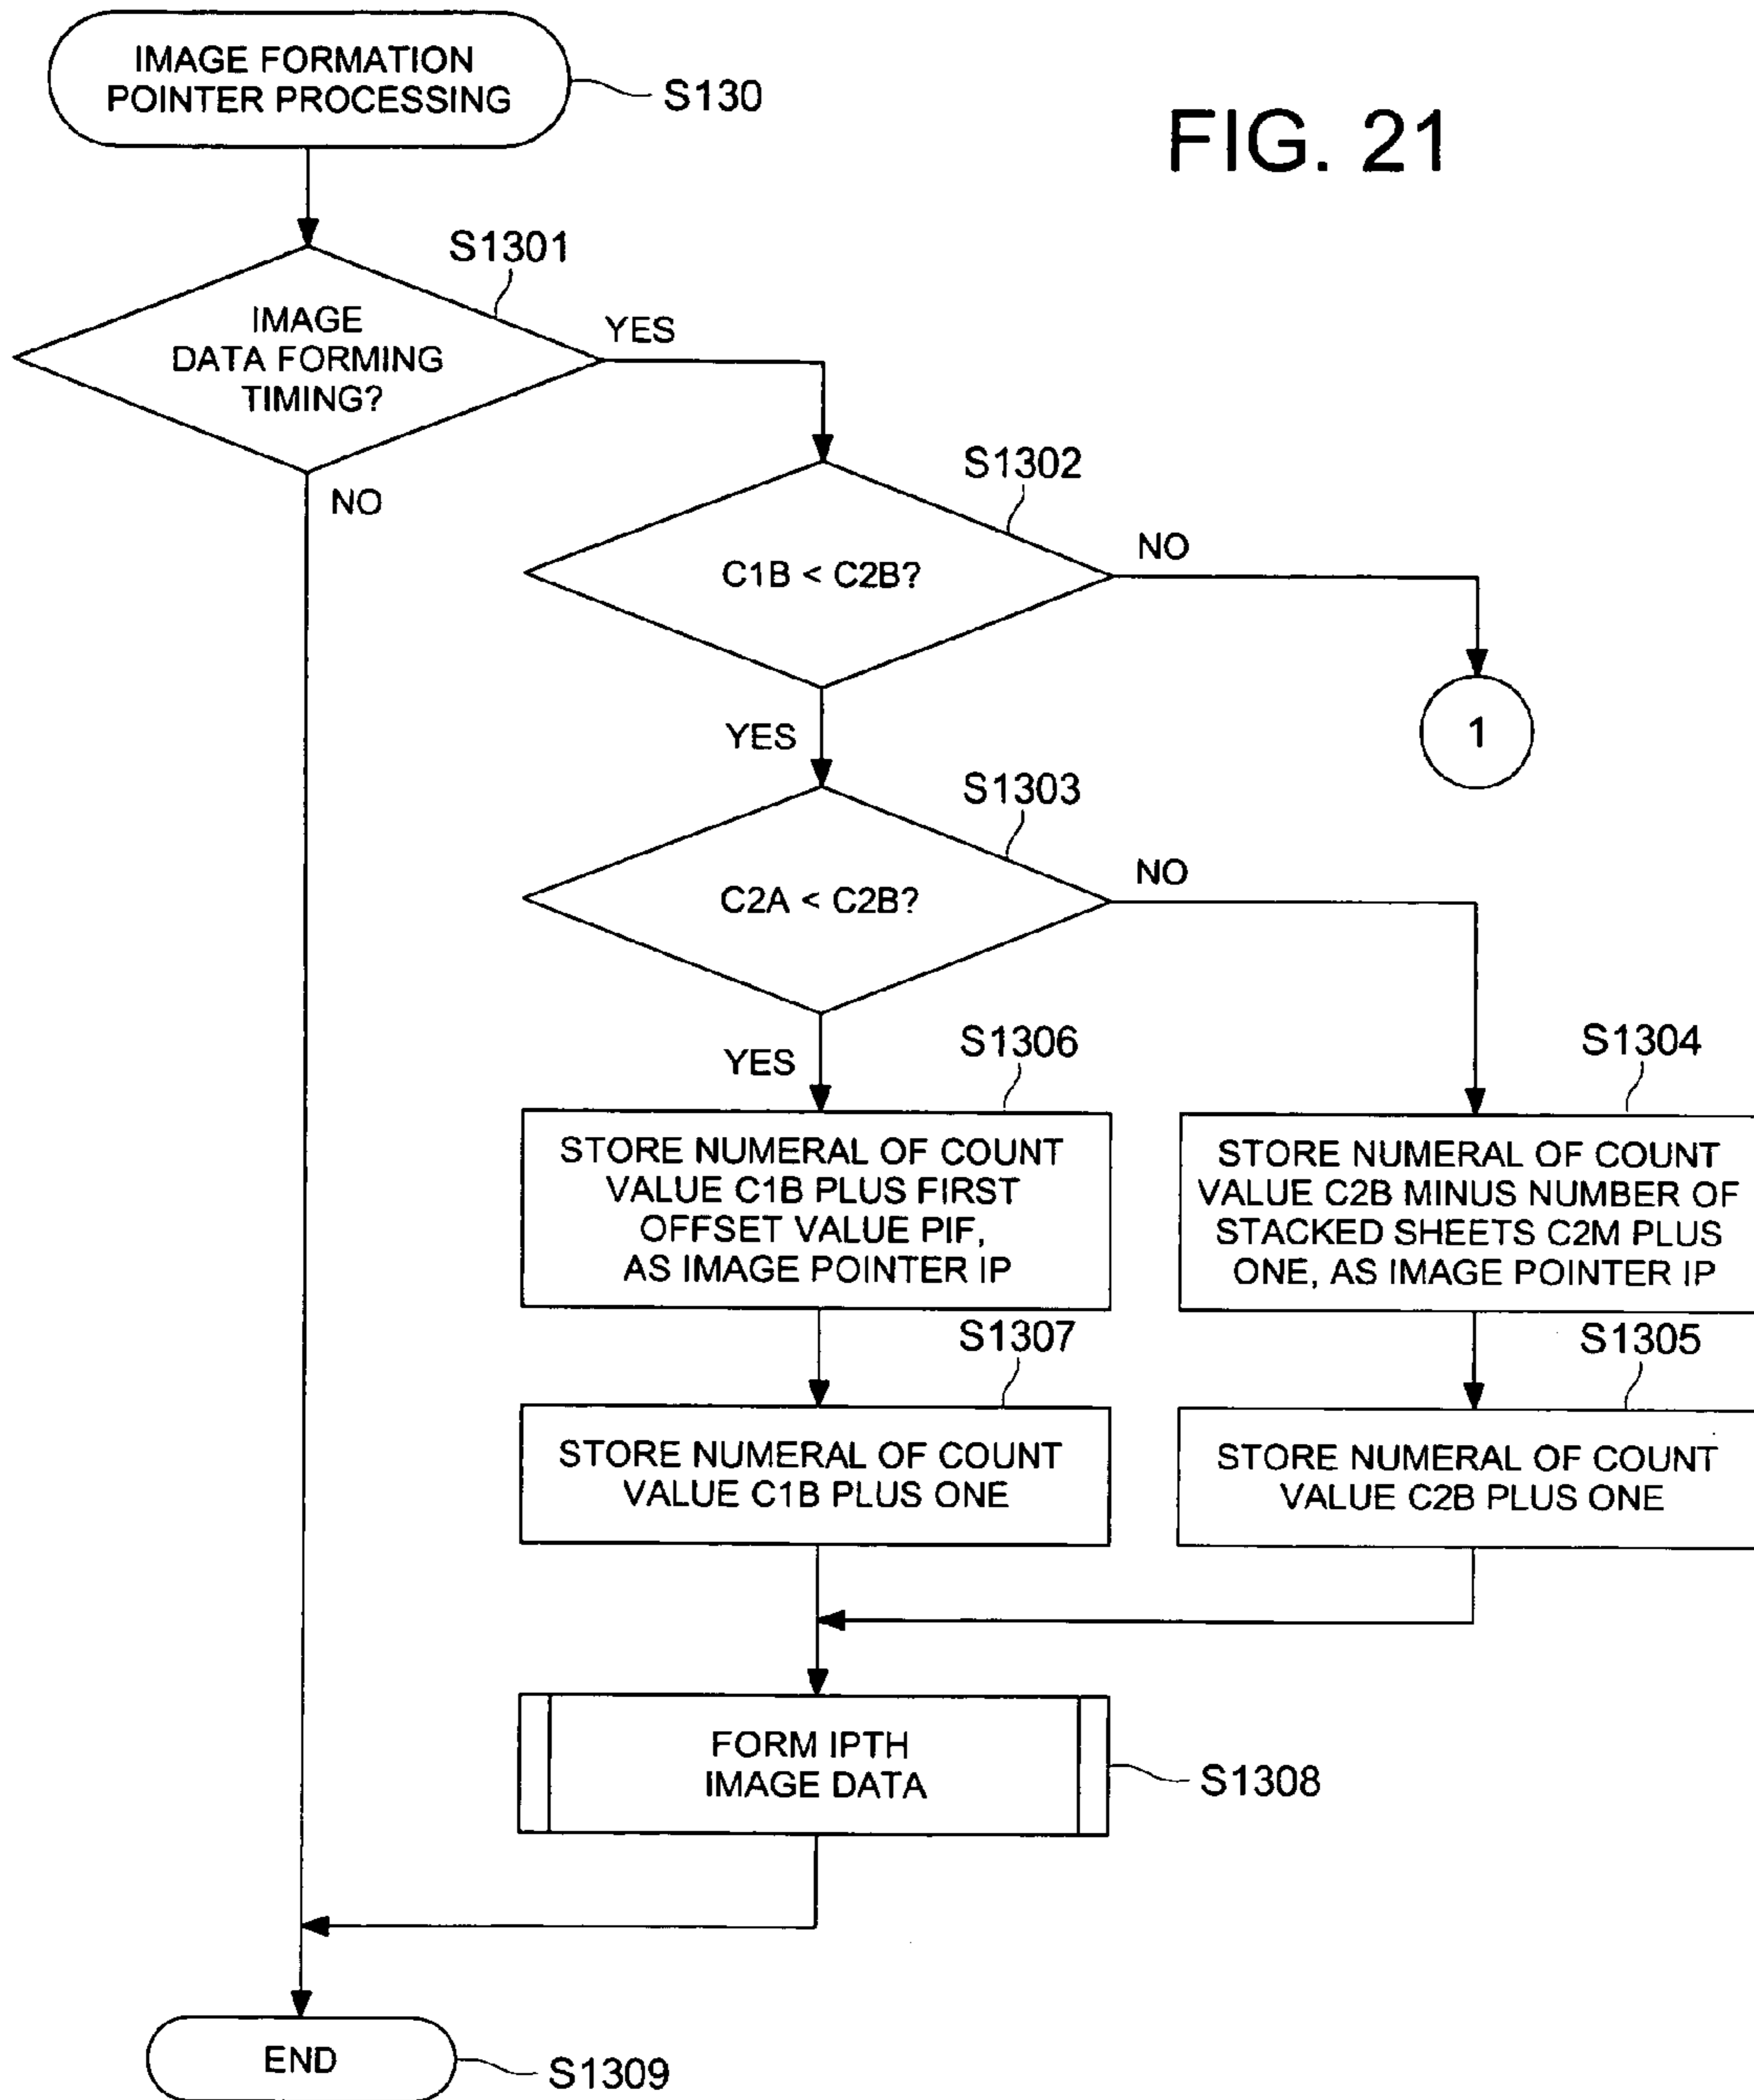 FIG. 21
IMAGE FORMATION
POINTER PROCESSING
S130
S1301
IMAGE
DATA FORMING
TIMING?
YES
NO
S1302
C1B < C2B?
NO
YES
1
S1303
C2A < C2B?
NO
YES
S1306
STORE NUMERAL OF COUNT
VALUE C1B PLUS FIRST
OFFSET VALUE PIF,
AS IMAGE POINTER IP
S1304
STORE NUMERAL OF COUNT
VALUE C2B MINUS NUMBER OF
STACKED SHEETS C2M PLUS
ONE, AS IMAGE POINTER IP
S1307
STORE NUMERAL OF COUNT
VALUE C1B PLUS ONE
S1305
STORE NUMERAL OF COUNT
VALUE C2B PLUS ONE
FORM IPTH
IMAGE DATA
S1308
END
S1309